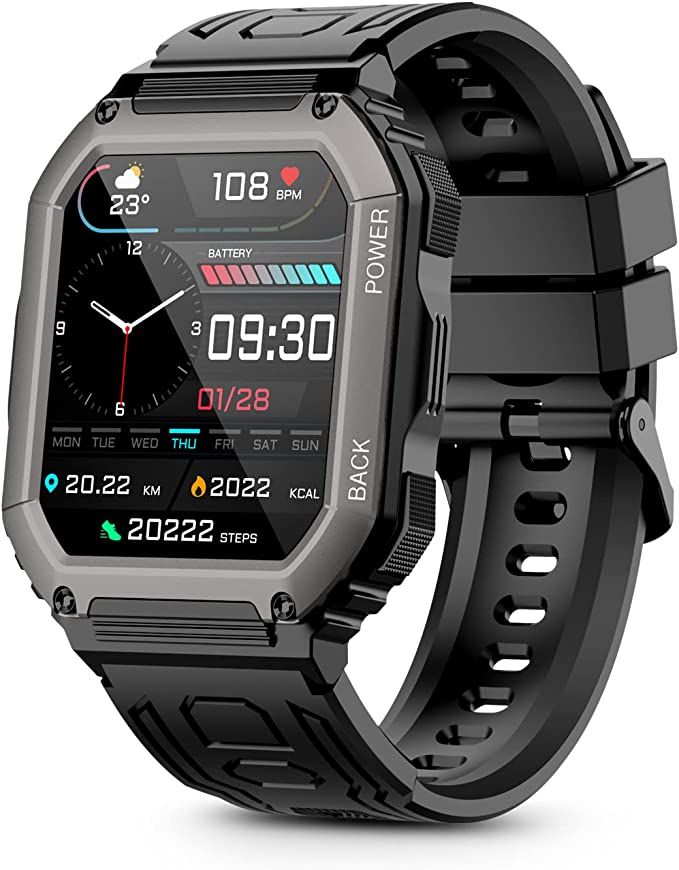 23°
108 BPM
BATTERY
12
9
3
6
09:30
01/28
MON TUE WED THU FRI SAT SUN
20.22 KM
2022 KCAL
20222 STEPS
POWER
BACK